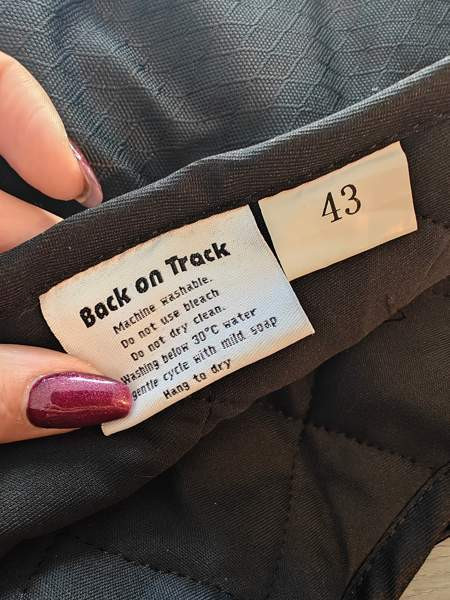 Back on Track
Machine washable.
Do not use bleach
Do not dry clean.
Washing below 30°C water
gentle cycle with mild soap
Hang to dry
43